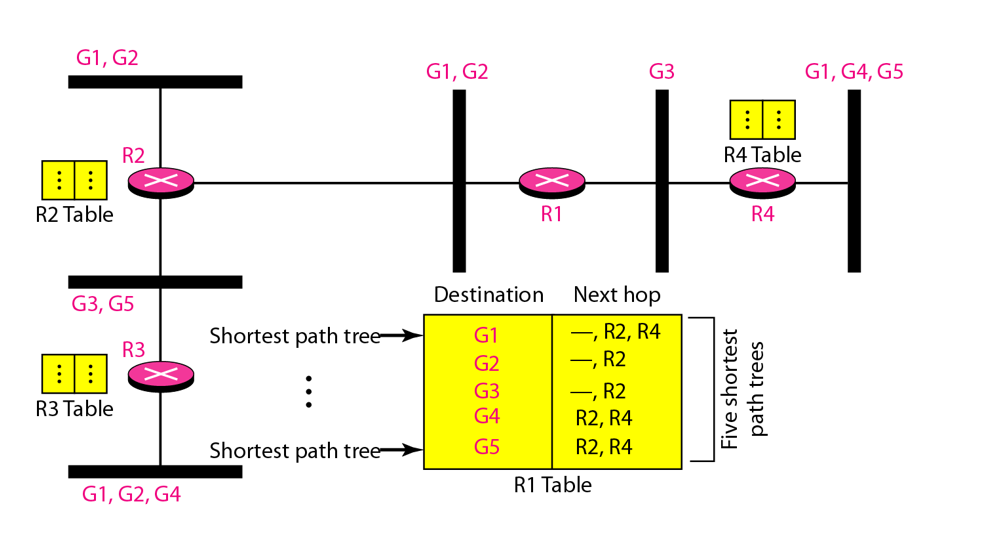 G1, G2
G1, G2
G3
G1, G4, G5
R2
R4 Table
R2 Table
R1
R4
G3, G5
Destination Next hop
R3
Shortest path tree
G1 —, R2, R4
G2 —, R2
G3 —, R2
G4 R2, R4
Shortest path tree
G5 R2, R4
Five shortest
path trees
R3 Table
R1 Table
G1, G2, G4